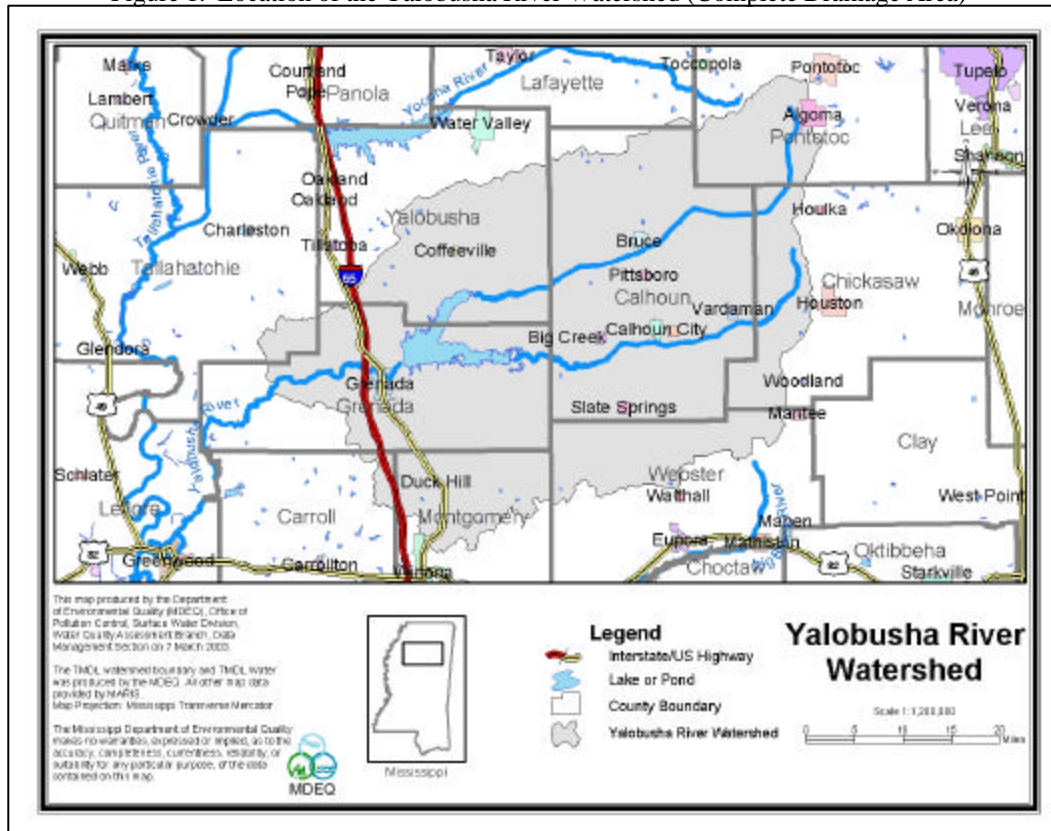 Figure 1. Location of the Yalobusha River Watershed (Complete Drainage Area)
Marks
Courtland
Taylor
Toccopola
Pontotoc
Tupelo
Pope
Panola
Lafayette
Yocona River
Lambert
Quitman
Crowder
Water Valley
Algoma
Pontotoc
Verona
Lee
Shannon
Tallahatchie River
Oakland
Oakland
Yalobusha
Charleston
Coffeeville
Tillatoba
Houlka
Okolona
45
Bruce
Webb
Tallahatchie
55
Pittsboro
Calhoun
Chickasaw
Houston
Monroe
Vardaman
Big Creek
Calhoun City
Glendora
49
Grenada
Grenada
Woodland
Slate Springs
Mantee
Yalobusha River
Clay
Schlater
Duck Hill
Webster
Walthall
West Point
Leflore
Carroll
Montgomery
Maben
Eupora
Mathiston
Oktibbeha
82
Greenwood
Carrollton
Winona
Choctaw
82
Starkville
This map produced by the Department
of Environmental Quality (MDEQ), Office of
Pollution Control, Surface Water Division,
Water Quality Assessment Branch, Data
Management Section on 7 March 2003.
The TMDL watershed boundary and TMDL Water
was produced by the MDEQ. All other map data
provided by MARIS
Map Projection: Mississippi Transverse Mercator
The Mississippi Department of Environmental Quality
makes no warranties, expressed or implied, as to the
accuracy, completeness, currentness, reliability, or
suitability for any particular purpose, of the data
contained on this map.
MDEQ
Mississippi
Legend
Interstate/US Highway
Lake or Pond
County Boundary
Yalobusha River Watershed
Yalobusha River
Watershed
Scale 1:1,200,000
0 5 10 15 20
Miles